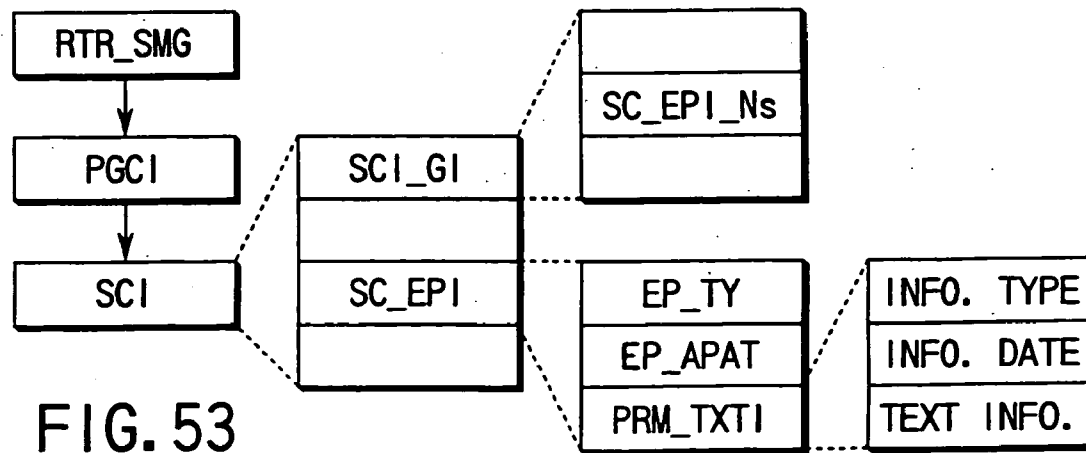 RTR_SMG
PGCI
SCI
SCI_GI
SC_EPI
SC_EPI_Ns
EP_TY
EP_APAT
PRM_TXTI
INFO. TYPE
INFO. DATE
TEXT INFO.
FIG. 53